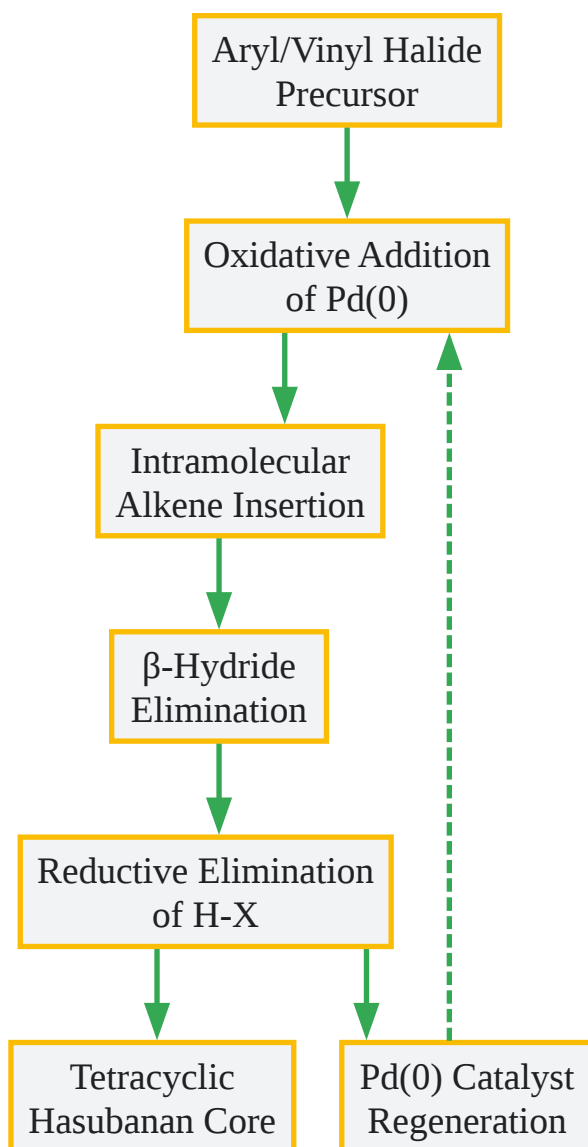 Aryl/Vinyl Halide
Precursor
Oxidative Addition
of Pd(0)
Intramolecular
Alkene Insertion
β-Hydride
Elimination
Reductive Elimination
of H-X
Tetracyclic
Hasubanan Core
Pd(0) Catalyst
Regeneration